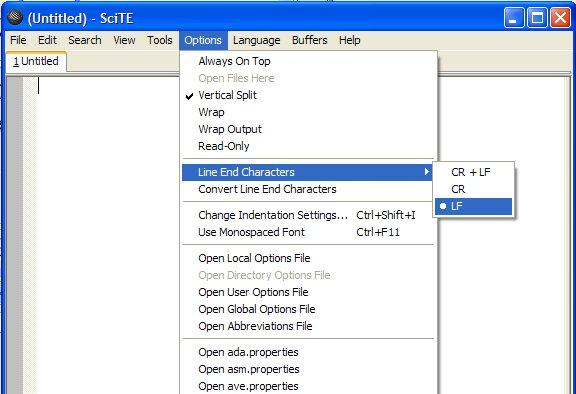 (Untitled) - SciTE
File Edit Search View Tools Options Language Buffers Help
1 Untitled
Always On Top
Open Files Here
Vertical Split
Wrap
Wrap Output
Read-Only
Line End Characters
CR + LF
CR
LF
Convert Line End Characters
Change Indentation Settings... Ctrl+Shift+I
Use Monospaced Font Ctrl+F11
Open Local Options File
Open Directory Options File
Open User Options File
Open Global Options File
Open Abbreviations File
Open ada.properties
Open asm.properties
Open ave.properties